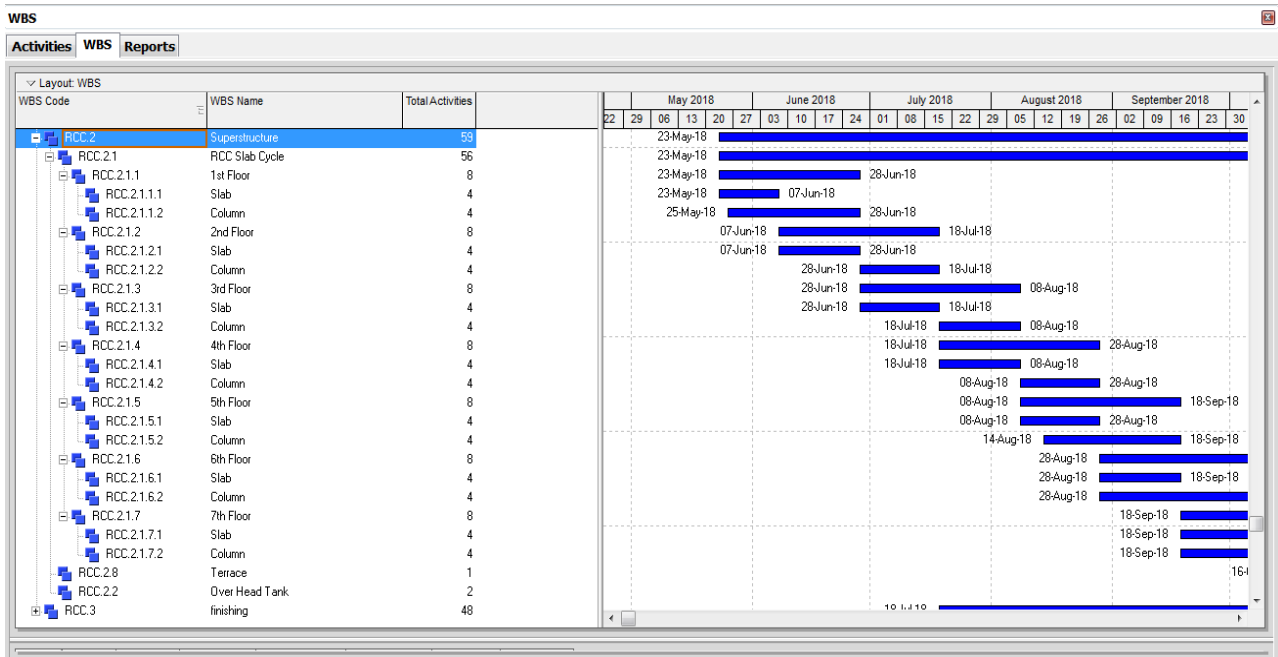 WBS
Activities WBS Reports
Layout: WBS
WBS Code WBS Name Total Activities May 2018 June 2018 July 2018 August 2018 September 2018
22 29 06 13 20 27 03 10 17 24 01 08 15 22 29 05 12 19 26 02 09 16 23 30
RCC.2 Superstructure 59 23-May-18
RCC.2.1 RCC Slab Cycle 56 23-May-18
RCC.2.1.1 1st Floor 8 23-May-18 28-Jun-18
RCC.2.1.1.1 Slab 4 23-May-18 07-Jun-18
RCC.2.1.1.2 Column 4 25-May-18 28-Jun-18
RCC.2.1.2 2nd Floor 8 07-Jun-18 18-Jul-18
RCC.2.1.2.1 Slab 4 07-Jun-18 28-Jun-18
RCC.2.1.2.2 Column 4 28-Jun-18 18-Jul-18
RCC.2.1.3 3rd Floor 8 28-Jun-18 08-Aug-18
RCC.2.1.3.1 Slab 4 28-Jun-18 18-Jul-18
RCC.2.1.3.2 Column 4 18-Jul-18 08-Aug-18
RCC.2.1.4 4th Floor 8 18-Jul-18 28-Aug-18
RCC.2.1.4.1 Slab 4 18-Jul-18 08-Aug-18
RCC.2.1.4.2 Column 4 08-Aug-18 28-Aug-18
RCC.2.1.5 5th Floor 8 08-Aug-18 18-Sep-18
RCC.2.1.5.1 Slab 4 08-Aug-18 28-Aug-18
RCC.2.1.5.2 Column 4 14-Aug-18 18-Sep-18
RCC.2.1.6 6th Floor 8 28-Aug-18
RCC.2.1.6.1 Slab 4 28-Aug-18 18-Sep-18
RCC.2.1.6.2 Column 4 28-Aug-18
RCC.2.1.7 7th Floor 8 18-Sep-18
RCC.2.1.7.1 Slab 4 18-Sep-18
RCC.2.1.7.2 Column 4 18-Sep-18
RCC.2.8 Terrace 1 16-
RCC.2.2 Over Head Tank 2
RCC.3 finishing 48 18-Jul-18